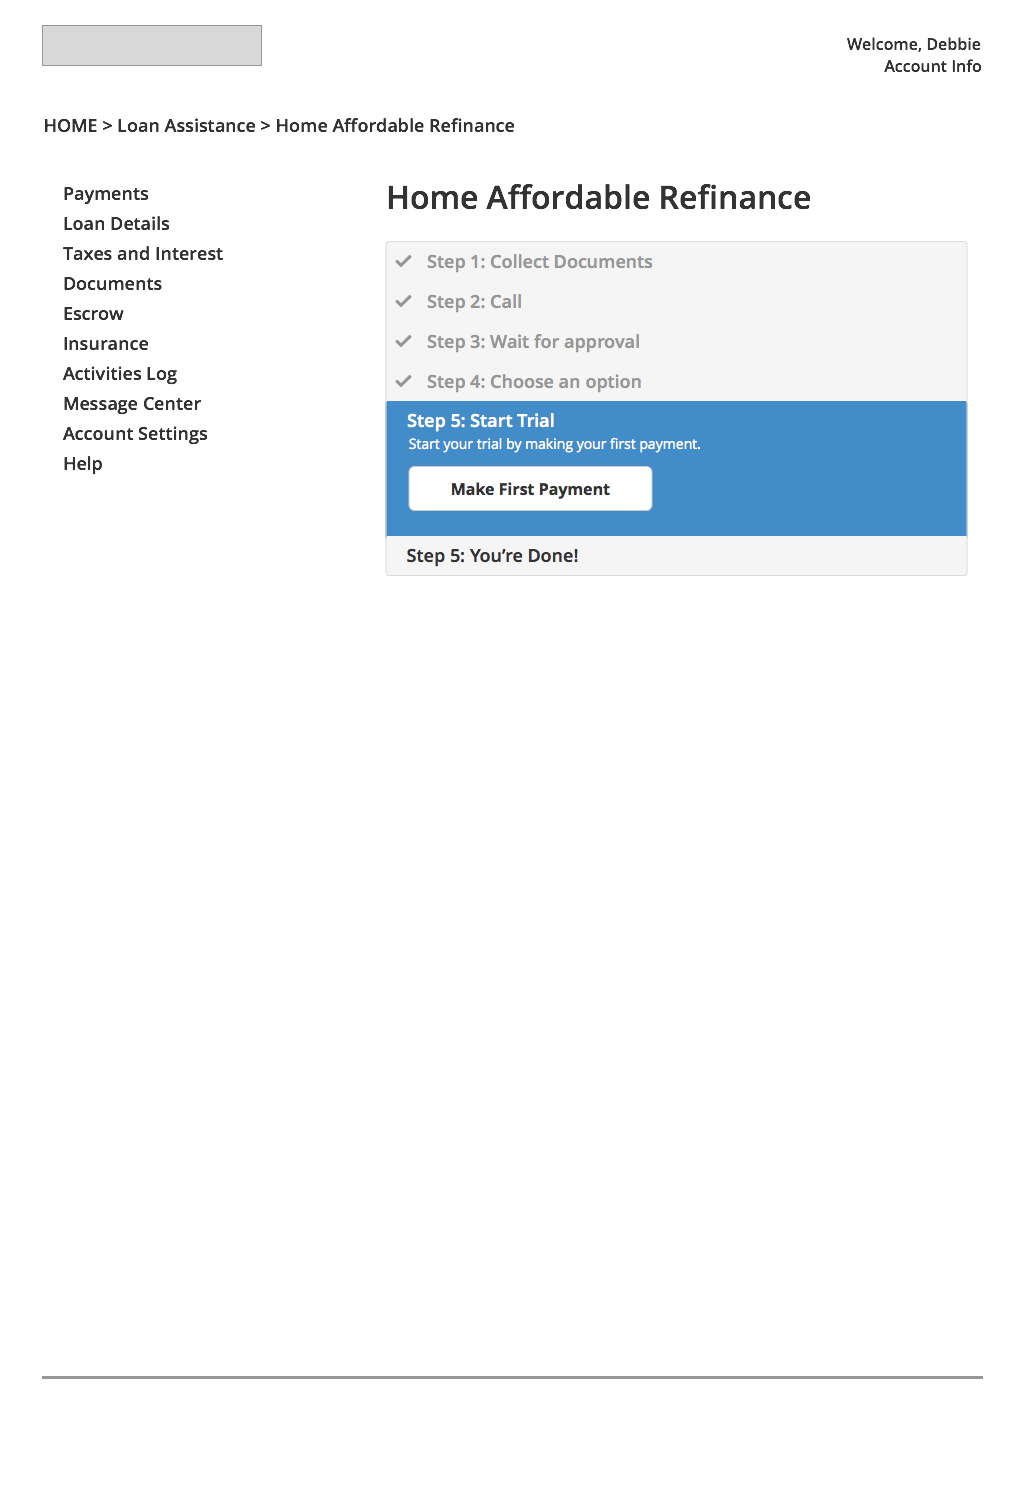 Welcome, Debbie
Account Info
HOME > Loan Assistance > Home Affordable Refinance
Payments
Loan Details
Taxes and Interest
Documents
Escrow
Insurance
Activities Log
Message Center
Account Settings
Help
Home Affordable Refinance
Step 1: Collect Documents
Step 2: Call
Step 3: Wait for approval
Step 4: Choose an option
Step 5: Start Trial
Start your trial by making your first payment.
Make First Payment
Step 5: You’re Done!